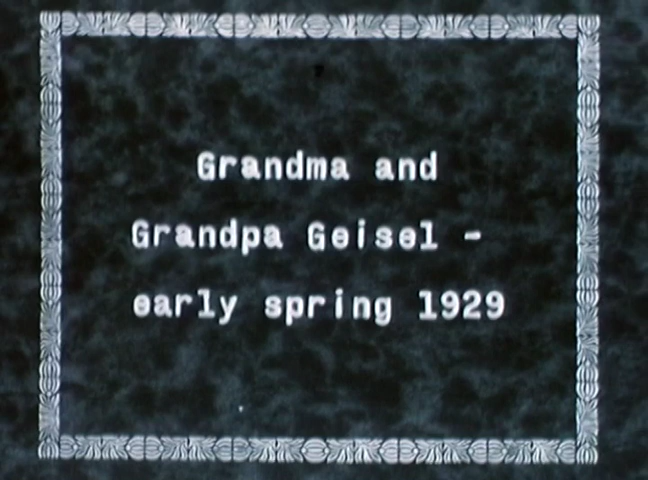 Grandma and
Grandpa Geisel -
early spring 1929